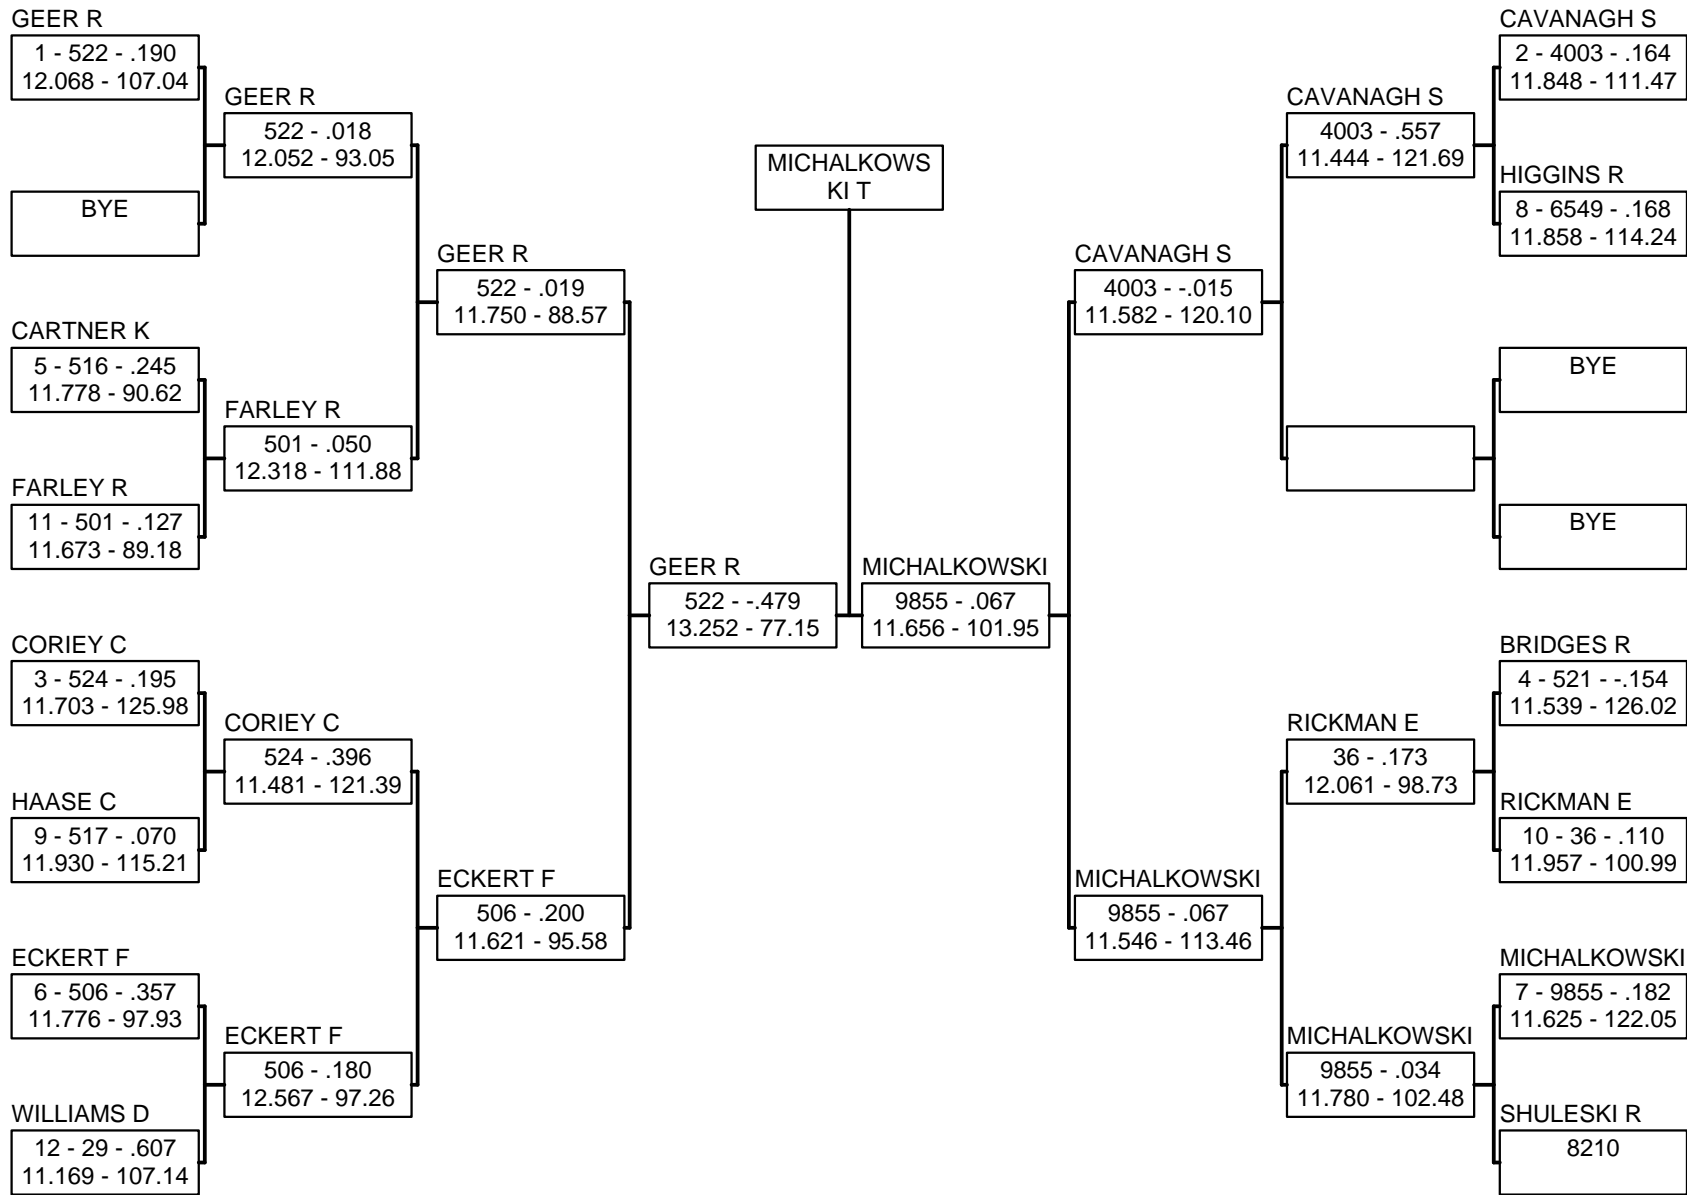 GEER R
1 - 522 - .190
12.068 - 107.04
BYE
CARTNER K
5 - 516 - .245
11.778 - 90.62
FARLEY R
11 - 501 - .127
11.673 - 89.18
CORIEY C
3 - 524 - .195
11.703 - 125.98
HAASE C
9 - 517 - .070
11.930 - 115.21
ECKERT F
6 - 506 - .357
11.776 - 97.93
WILLIAMS D
12 - 29 - .607
11.169 - 107.14
GEER R
522 - .018
12.052 - 93.05
FARLEY R
501 - .050
12.318 - 111.88
CORIEY C
524 - .396
11.481 - 121.39
ECKERT F
506 - .180
12.567 - 97.26
GEER R
522 - .019
11.750 - 88.57
ECKERT F
506 - .200
11.621 - 95.58
GEER R
522 - -.479
13.252 - 77.15
MICHALKOWS
KI T
MICHALKOWSKI
9855 - .067
11.656 - 101.95
CAVANAGH S
4003 - -.015
11.582 - 120.10
MICHALKOWSKI
9855 - .067
11.546 - 113.46
CAVANAGH S
4003 - .557
11.444 - 121.69
RICKMAN E
36 - .173
12.061 - 98.73
MICHALKOWSKI
9855 - .034
11.780 - 102.48
CAVANAGH S
2 - 4003 - .164
11.848 - 111.47
HIGGINS R
8 - 6549 - .168
11.858 - 114.24
BYE
BYE
BRIDGES R
4 - 521 - -.154
11.539 - 126.02
RICKMAN E
10 - 36 - .110
11.957 - 100.99
MICHALKOWSKI
7 - 9855 - .182
11.625 - 122.05
SHULESKI R
8210